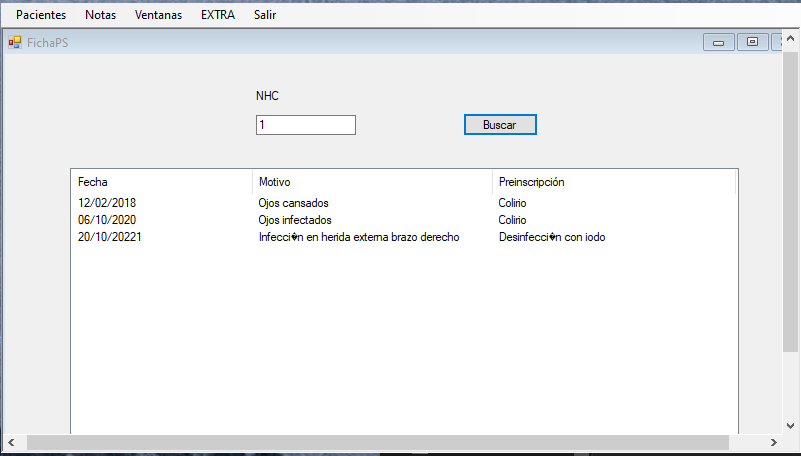 Pacientes Notas Ventanas EXTRA Salir
FichaPS
NHC
1 Buscar
Fecha Motivo Preinscripción
12/02/2018 Ojos cansados Colirio
06/10/2020 Ojos infectados Colirio
20/10/20221 Infecci�n en herida externa brazo derecho Desinfecci�n con iodo